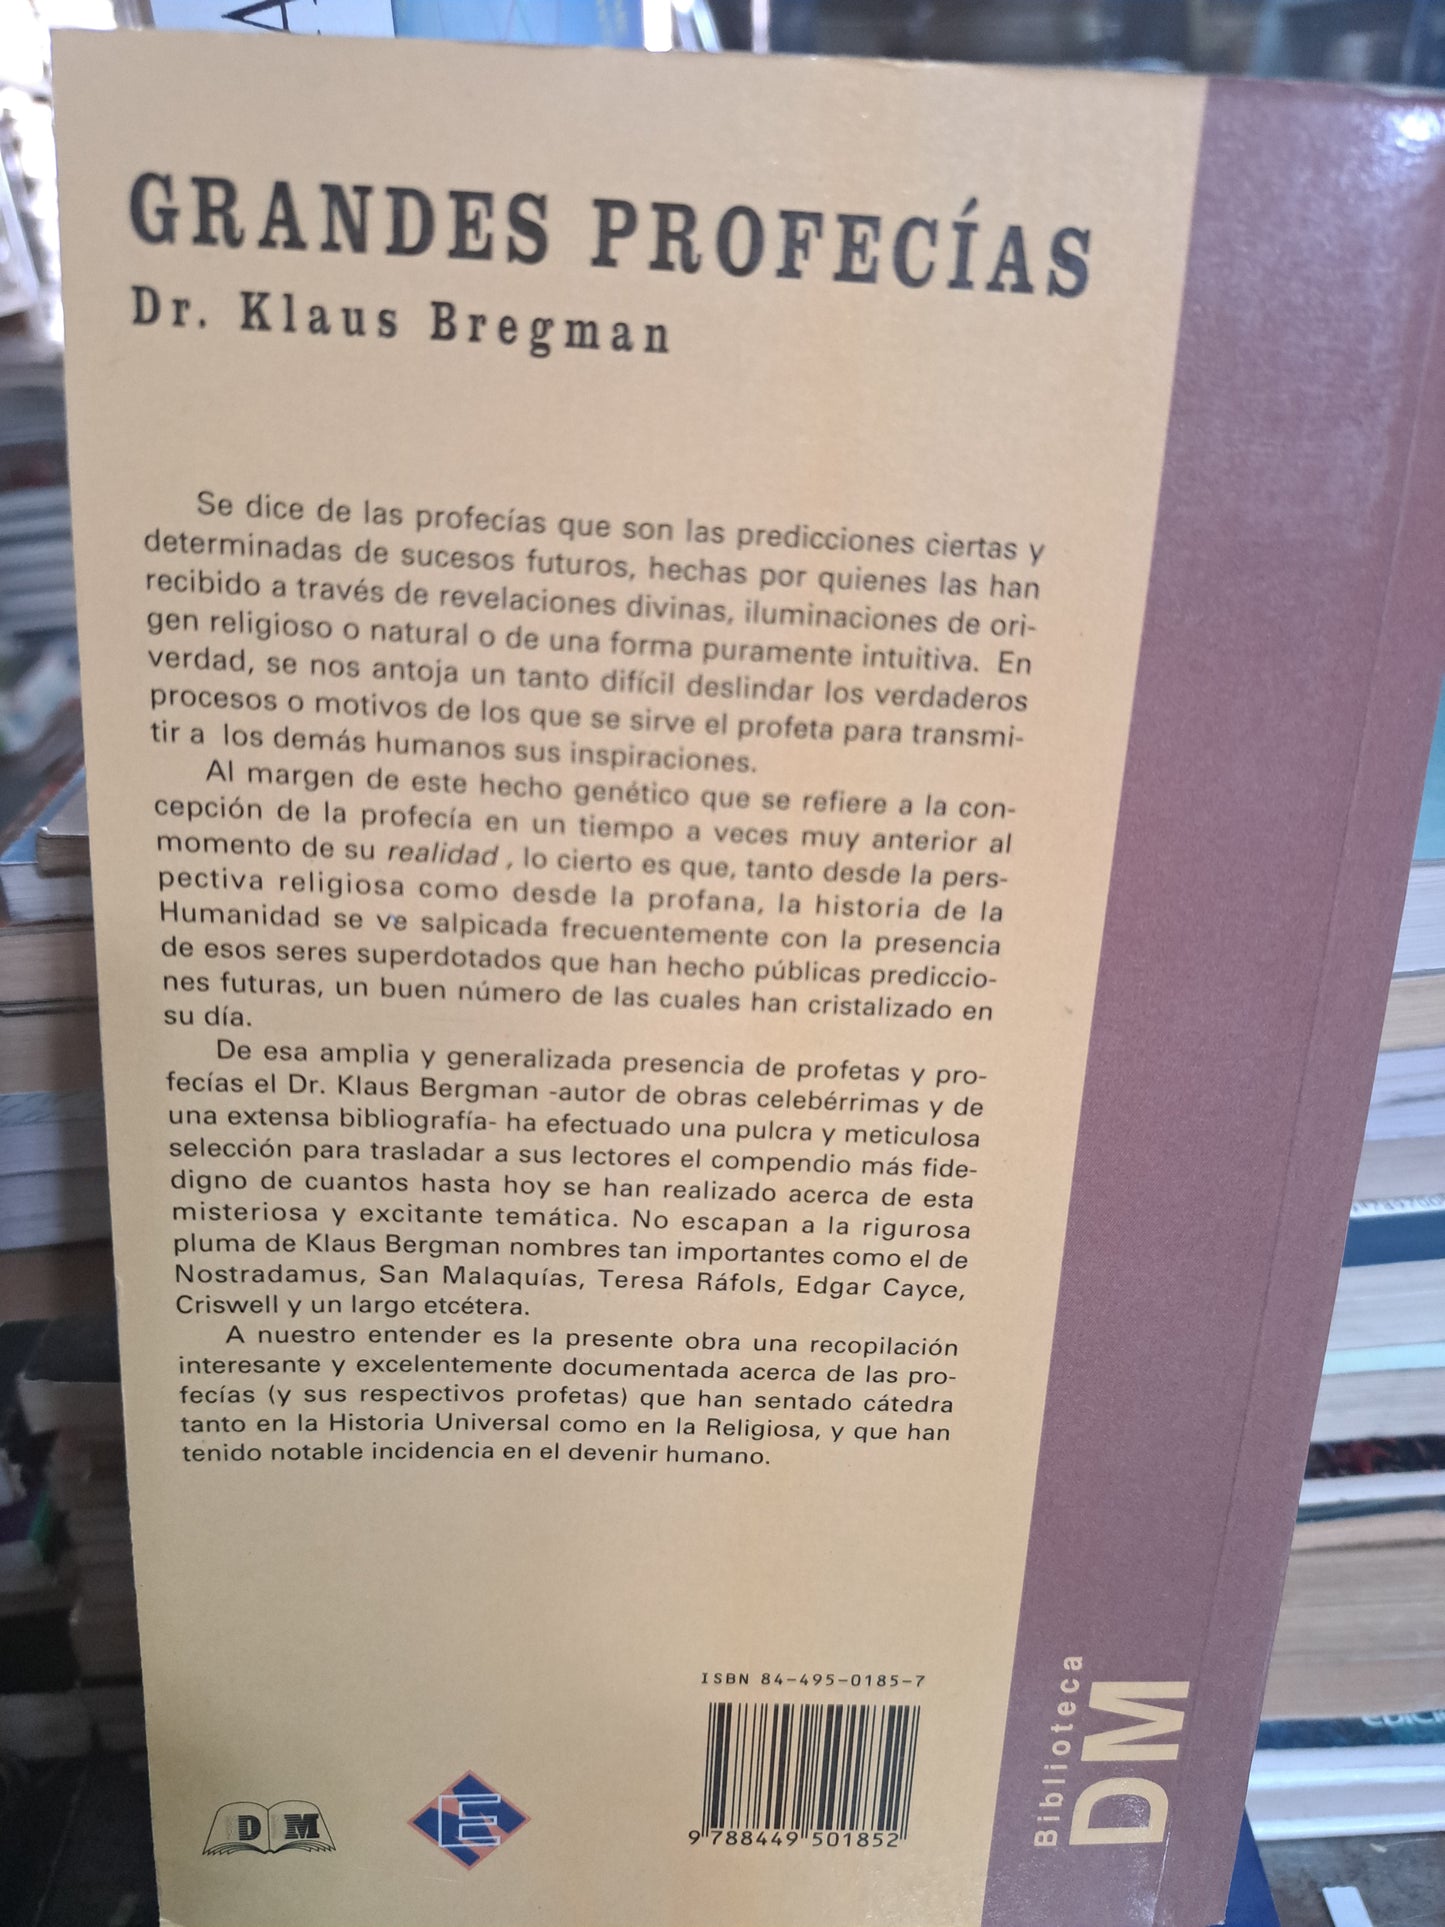 GRANDES PROFECÍAS
Dr. Klaus Bregman
Se dice de las profecías que son las predicciones ciertas y
determinadas de sucesos futuros, hechas por quienes las han
recibido a través de revelaciones divinas, iluminaciones de ori-
gen religioso o natural o de una forma puramente intuitiva. En
verdad, se nos antoja un tanto difícil deslindar los verdaderos
procesos o motivos de los que se sirve el profeta para transmi-
tir a los demás humanos sus inspiraciones.
Al margen de este hecho genético que se refiere a la con-
cepción de la profecía en un tiempo a veces muy anterior al
momento de su realidad , lo cierto es que, tanto desde la pers-
pectiva religiosa como desde la profana, la historia de la
Humanidad se ve salpicada frecuentemente con la presencia
de esos seres superdotados que han hecho públicas prediccio-
nes futuras, un buen número de las cuales han cristalizado en
su día.
De esa amplia y generalizada presencia de profetas y pro-
fecías el Dr. Klaus Bergman -autor de obras celebérrimas y de
una extensa bibliografía- ha efectuado una pulcra y meticulosa
selección para trasladar a sus lectores el compendio más fide-
digno de cuantos hasta hoy se han realizado acerca de esta
misteriosa y excitante temática. No escapan a la rigurosa
pluma de Klaus Bergman nombres tan importantes como el de
Nostradamus, San Malaquías, Teresa Ráfols, Edgar Cayce,
Criswell y un largo etcétera.
A nuestro entender es la presente obra una recopilación
interesante y excelentemente documentada acerca de las pro-
fecías (y sus respectivos profetas) que han sentado cátedra
tanto en la Historia Universal como en la Religiosa, y que han
tenido notable incidencia en el devenir humano.
ISBN 84-495-0185-7
9 788449 501852
D M
E
Biblioteca
DM